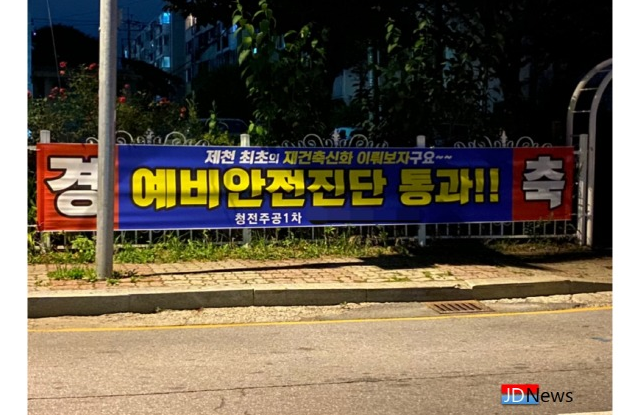 경 축
제천 최초의 재건축신화 이뤄보자구요~~
예비안전진단 통과!!
청전주공1차
JDNews